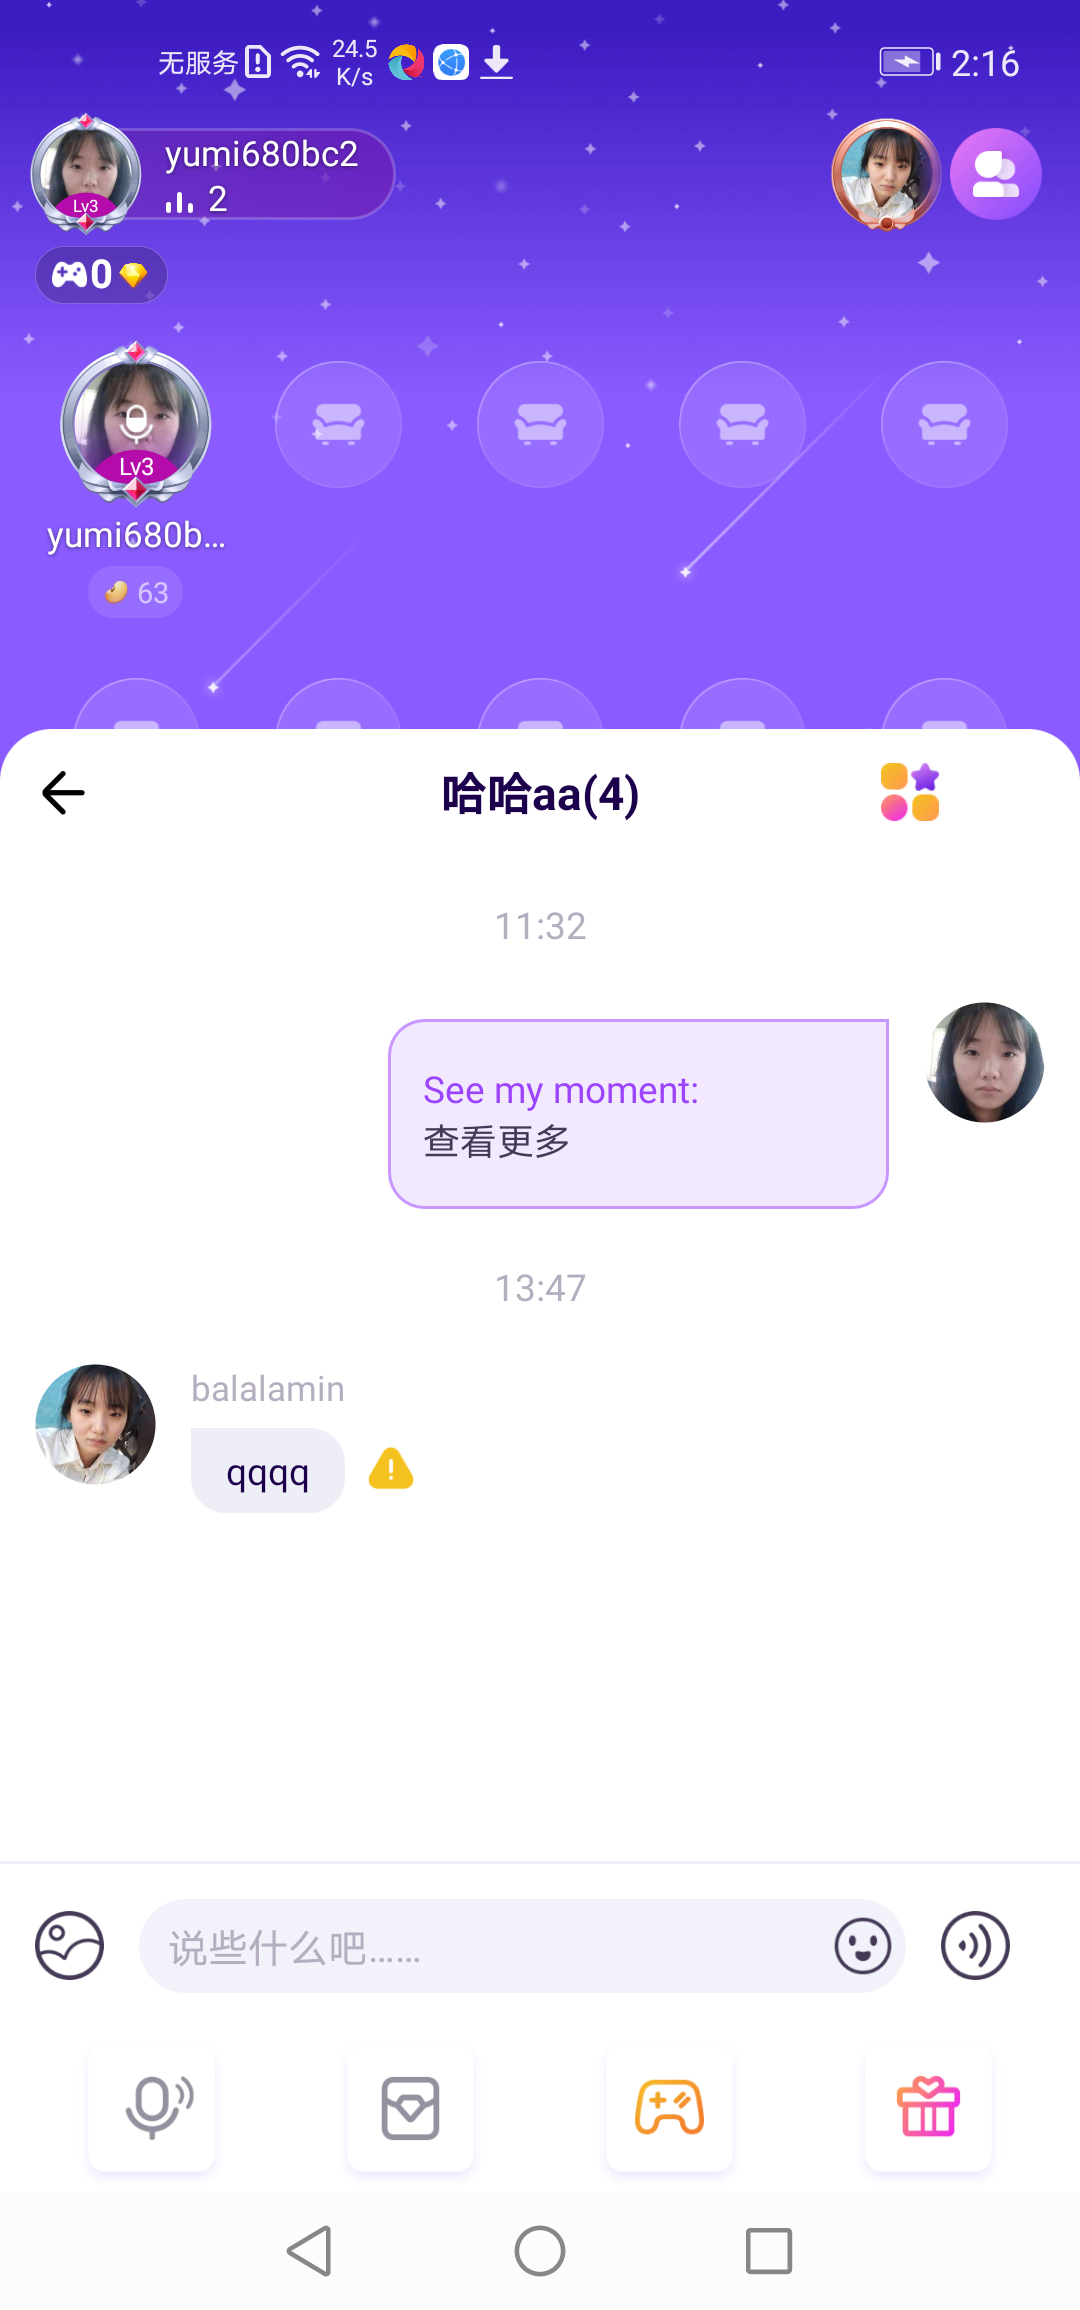 无服务 24.5 K/s 2:16
yumi680bc2
2
Lv3
0
Lv3
yumi680b...
63
哈哈aa(4)
11:32
See my moment:
查看更多
13:47
balalamin
qqqq
说些什么吧......